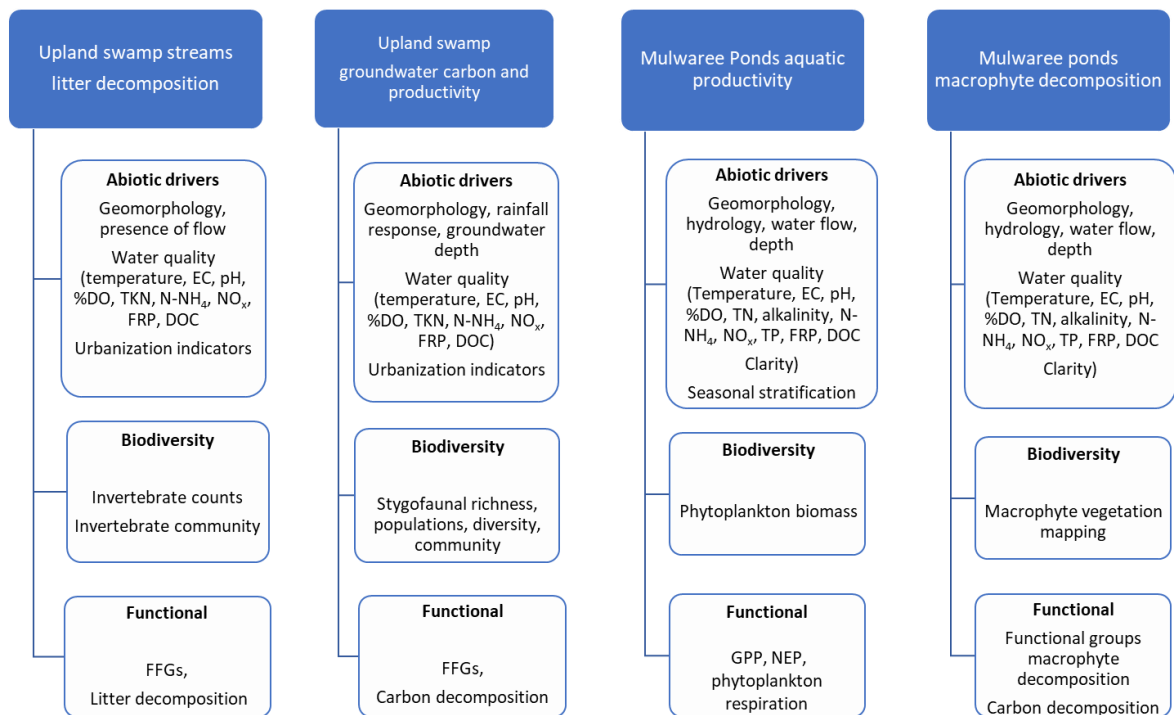 Upland swamp streams
litter decomposition
Abiotic drivers
Geomorphology,
presence of flow
Water quality
(temperature, EC, pH,
%DO, TKN, N-NH₄, NOₓ,
FRP, DOC
Urbanization indicators
Biodiversity
Invertebrate counts
Invertebrate community
Functional
FFGs,
Litter decomposition
Upland swamp
groundwater carbon and
productivity
Abiotic drivers
Geomorphology, rainfall
response, groundwater
depth
Water quality
(temperature, EC, pH,
%DO, TKN, N-NH₄, NOₓ,
FRP, DOC)
Urbanization indicators
Biodiversity
Stygofaunal richness,
populations, diversity,
community
Functional
FFGs,
Carbon decomposition
Mulwaree Ponds aquatic
productivity
Abiotic drivers
Geomorphology,
hydrology, water flow,
depth
Water quality
(Temperature, EC, pH,
%DO, TN, alkalinity, N-
NH₄, NOₓ, TP, FRP, DOC
Clarity)
Seasonal stratification
Biodiversity
Phytoplankton biomass
Functional
GPP, NEP,
phytoplankton
respiration
Mulwaree ponds
macrophyte decomposition
Abiotic drivers
Geomorphology,
hydrology, water flow,
depth
Water quality
(Temperature, EC, pH,
%DO, TN, alkalinity, N-
NH₄, NOₓ, TP, FRP, DOC
Clarity)
Biodiversity
Macrophyte vegetation
mapping
Functional
Functional groups
macrophyte
decomposition
Carbon decomposition